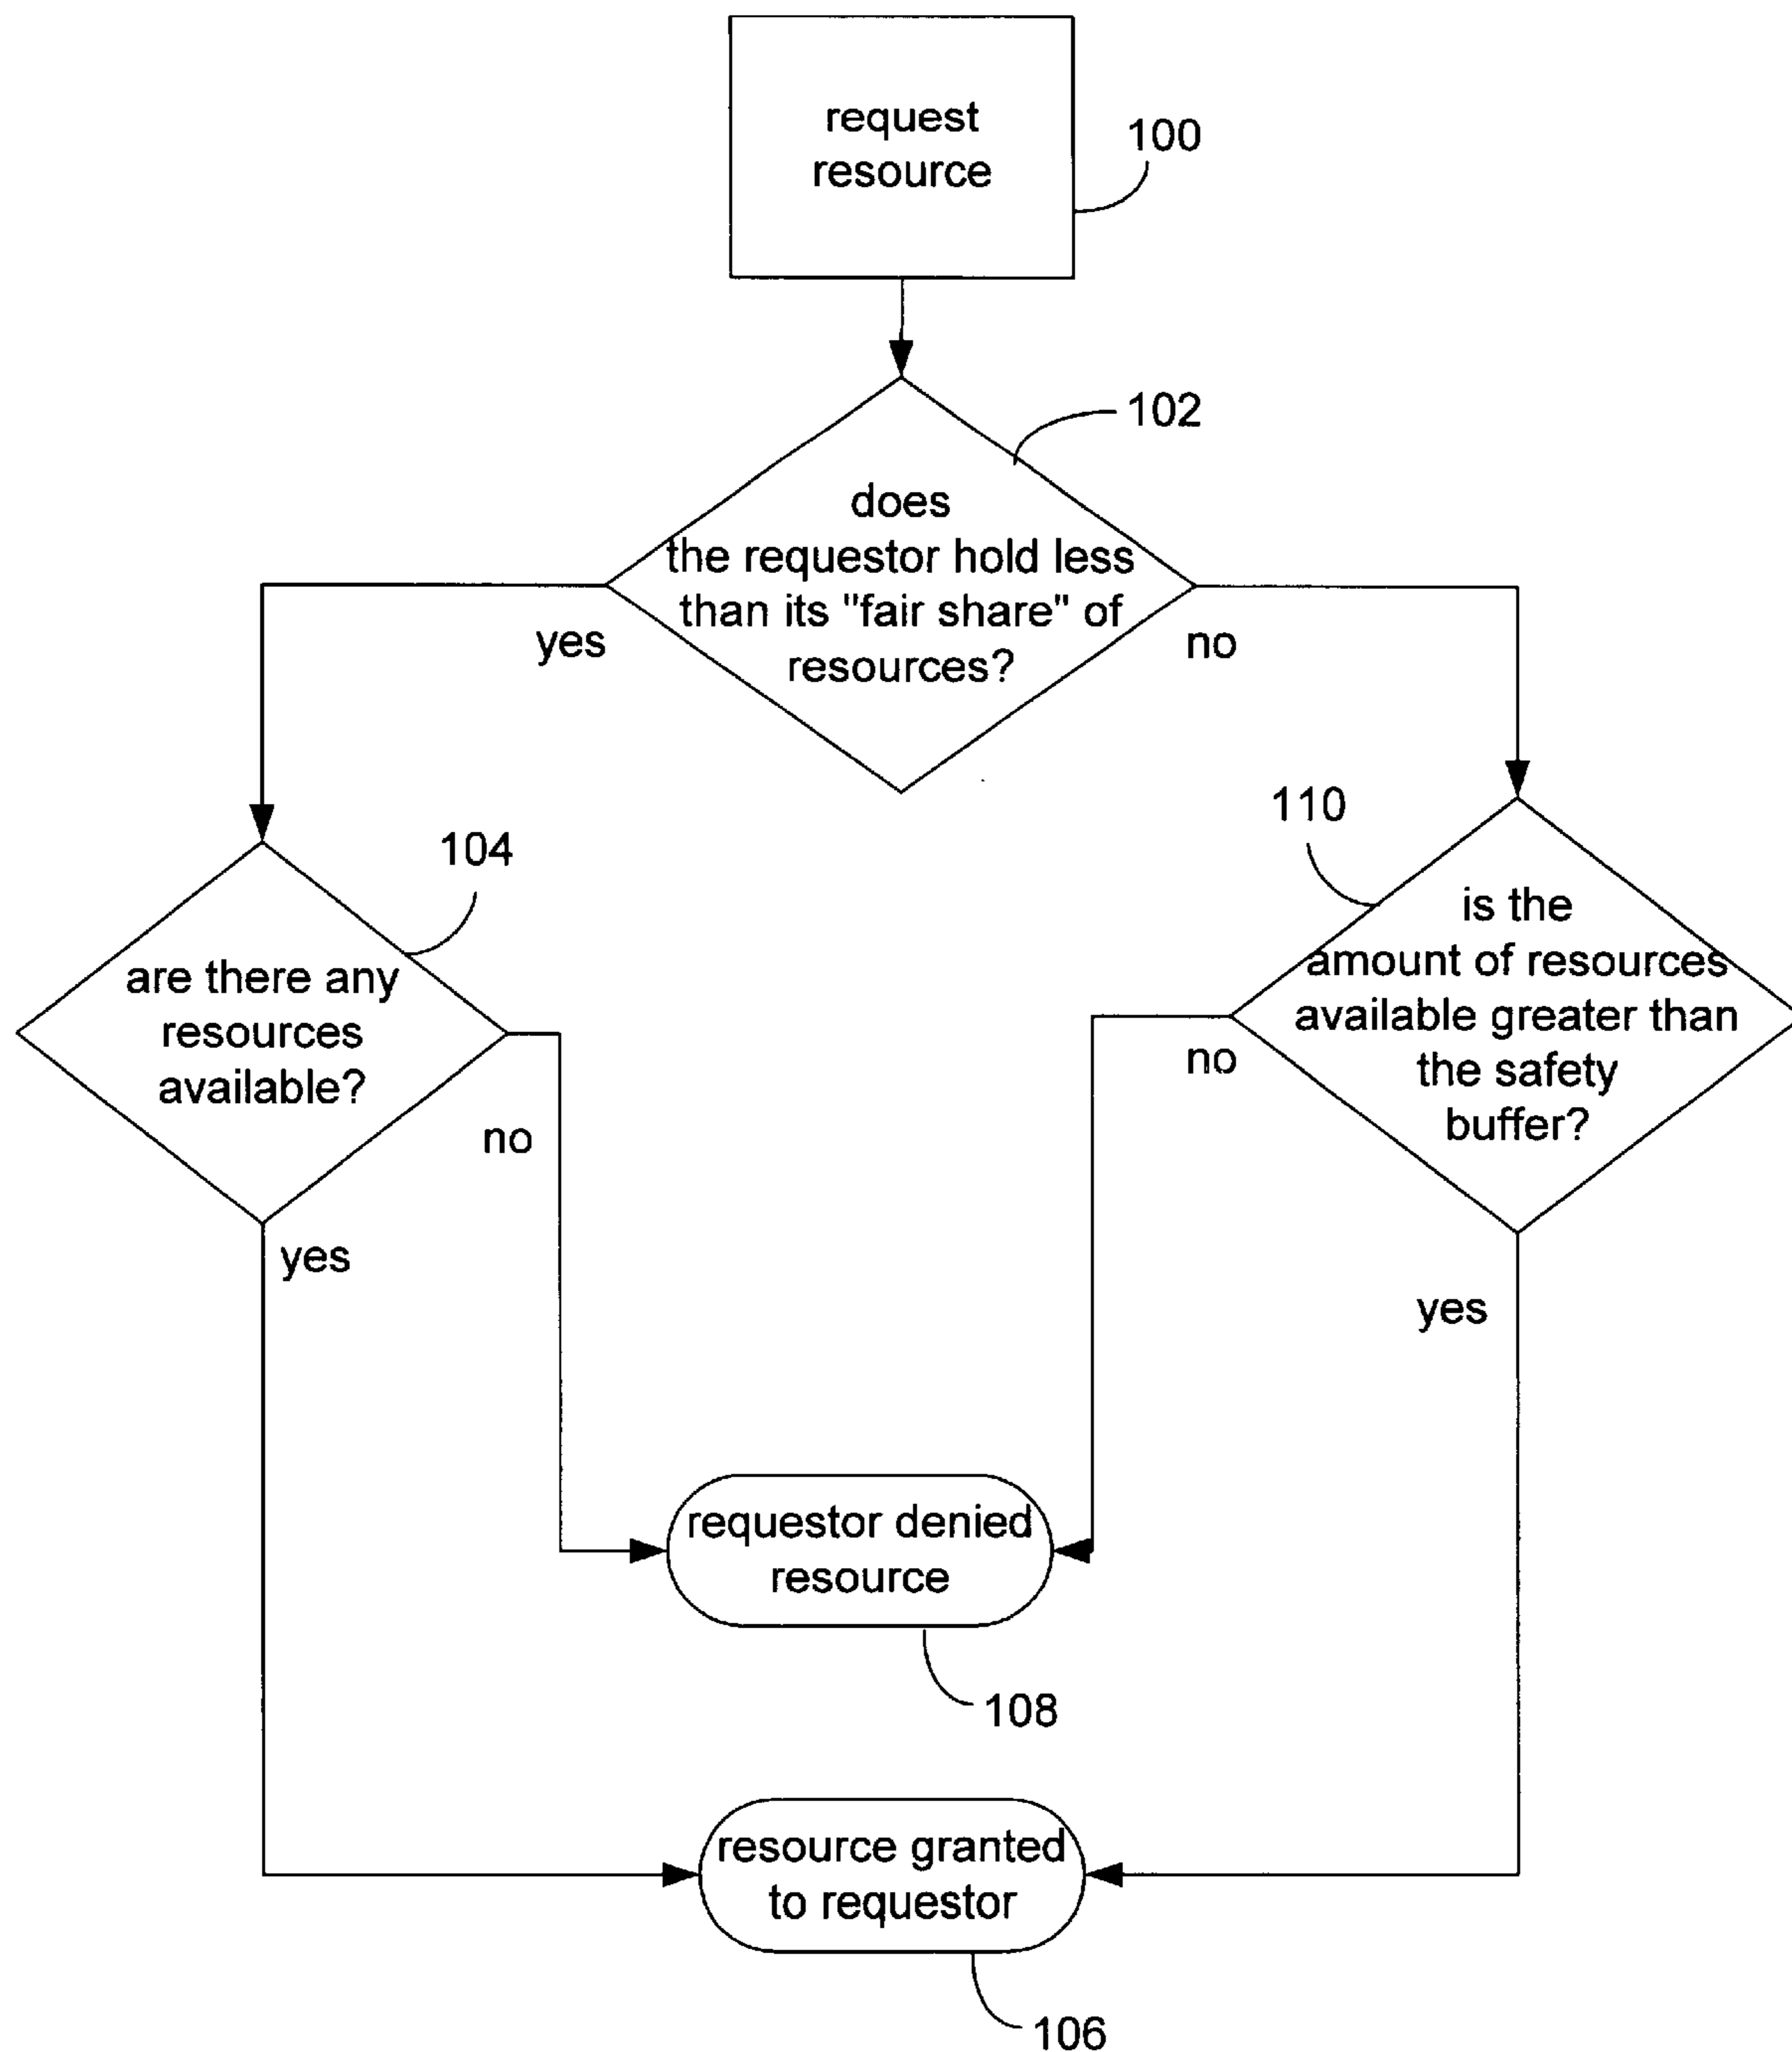 request
resource
100
102
does
the requestor hold less
than its "fair share" of
resources?
yes
no
104
are there any
resources
available?
no
yes
110
is the
amount of resources
available greater than
the safety
buffer?
no
yes
requestor denied
resource
108
resource granted
to requestor
106